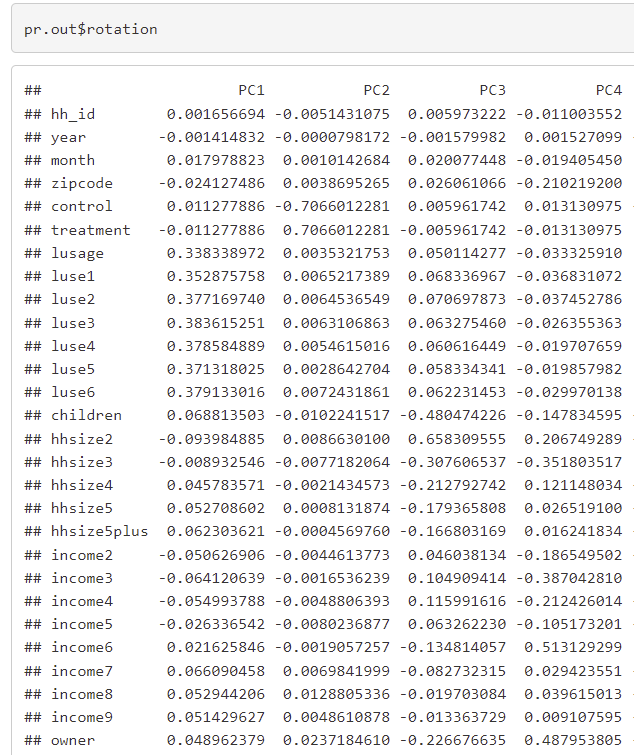 pr.out$rotation
## PC1 PC2 PC3 PC4
## hh_id 0.001656694 -0.0051431075 0.005973222 -0.011003552
## year -0.001414832 -0.0000798172 -0.001579982 0.001527099
## month 0.017978823 0.0010142684 0.020077448 -0.019405450
## zipcode -0.024127486 0.0038695265 0.026061066 -0.210219200
## control 0.011277886 -0.7066012281 0.005961742 0.013130975
## treatment -0.011277886 0.7066012281 -0.005961742 -0.013130975
## lusage 0.338338972 0.0035321753 0.050114277 -0.033325910
## luse1 0.352875758 0.0065217389 0.068336967 -0.036831072
## luse2 0.377169740 0.0064536549 0.070697873 -0.037452786
## luse3 0.383615251 0.0063106863 0.063275460 -0.026355363
## luse4 0.378584889 0.0054615016 0.060616449 -0.019707659
## luse5 0.371318025 0.0028642704 0.058334341 -0.019857982
## luse6 0.379133016 0.0072431861 0.062231453 -0.029970138
## children 0.068813503 -0.0102241517 -0.480474226 -0.147834595
## hhsize2 -0.093984885 0.0086630100 0.658309555 0.206749289
## hhsize3 -0.008932546 -0.0077182064 -0.307606537 -0.351803517
## hhsize4 0.045783571 -0.0021434573 -0.212792742 0.121148034
## hhsize5 0.052708602 0.0008131874 -0.179365808 0.026519100
## hhsize5plus 0.062303621 -0.0004569760 -0.166803169 0.016241834
## income2 -0.050626906 -0.0044613773 0.046038134 -0.186549502
## income3 -0.064120639 -0.0016536239 0.104909414 -0.387042810
## income4 -0.054993788 -0.0048806393 0.115991616 -0.212426014
## income5 -0.026336542 -0.0080236877 0.063262230 -0.105173201
## income6 0.021625846 -0.0019057257 -0.134814057 0.513129299
## income7 0.066090458 0.0069841999 -0.082732315 0.029423551
## income8 0.052944206 0.0128805336 -0.019703084 0.039615013
## income9 0.051429627 0.0048610878 -0.013363729 0.009107595
## owner 0.048962379 0.0237184610 -0.226676635 0.487953805